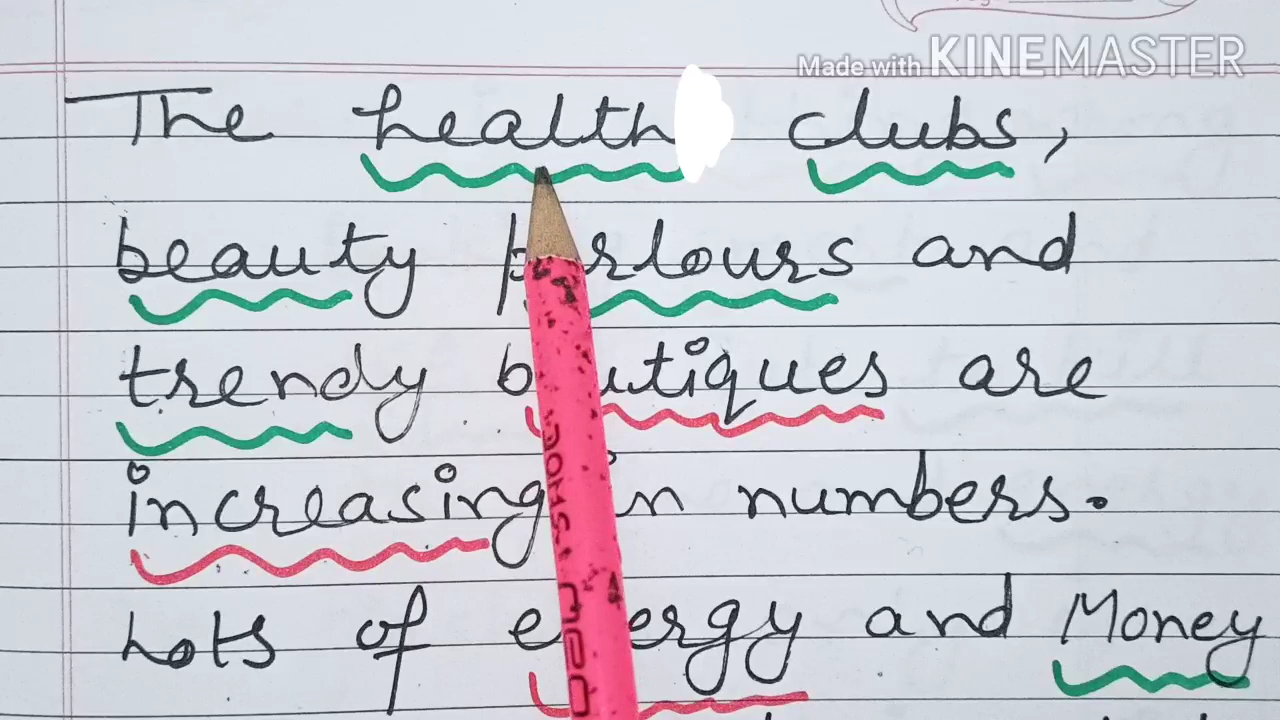 Made with KINEMASTER
The health clubs,
beauty parlours and
trendy boutiques are
increasing in numbers.
Lots of energy and Money